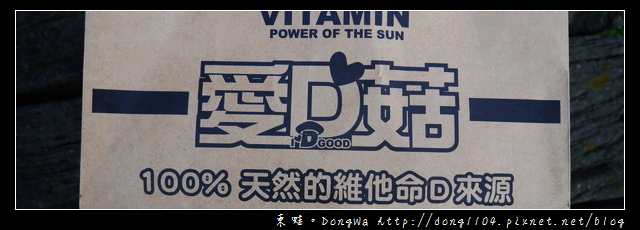 VITAMIN
POWER OF THE SUN
愛D菇
i'D GOOD
100% 天然的維他命D來源
東蛙。DongWa http://dong1104.pixnet.net/blog